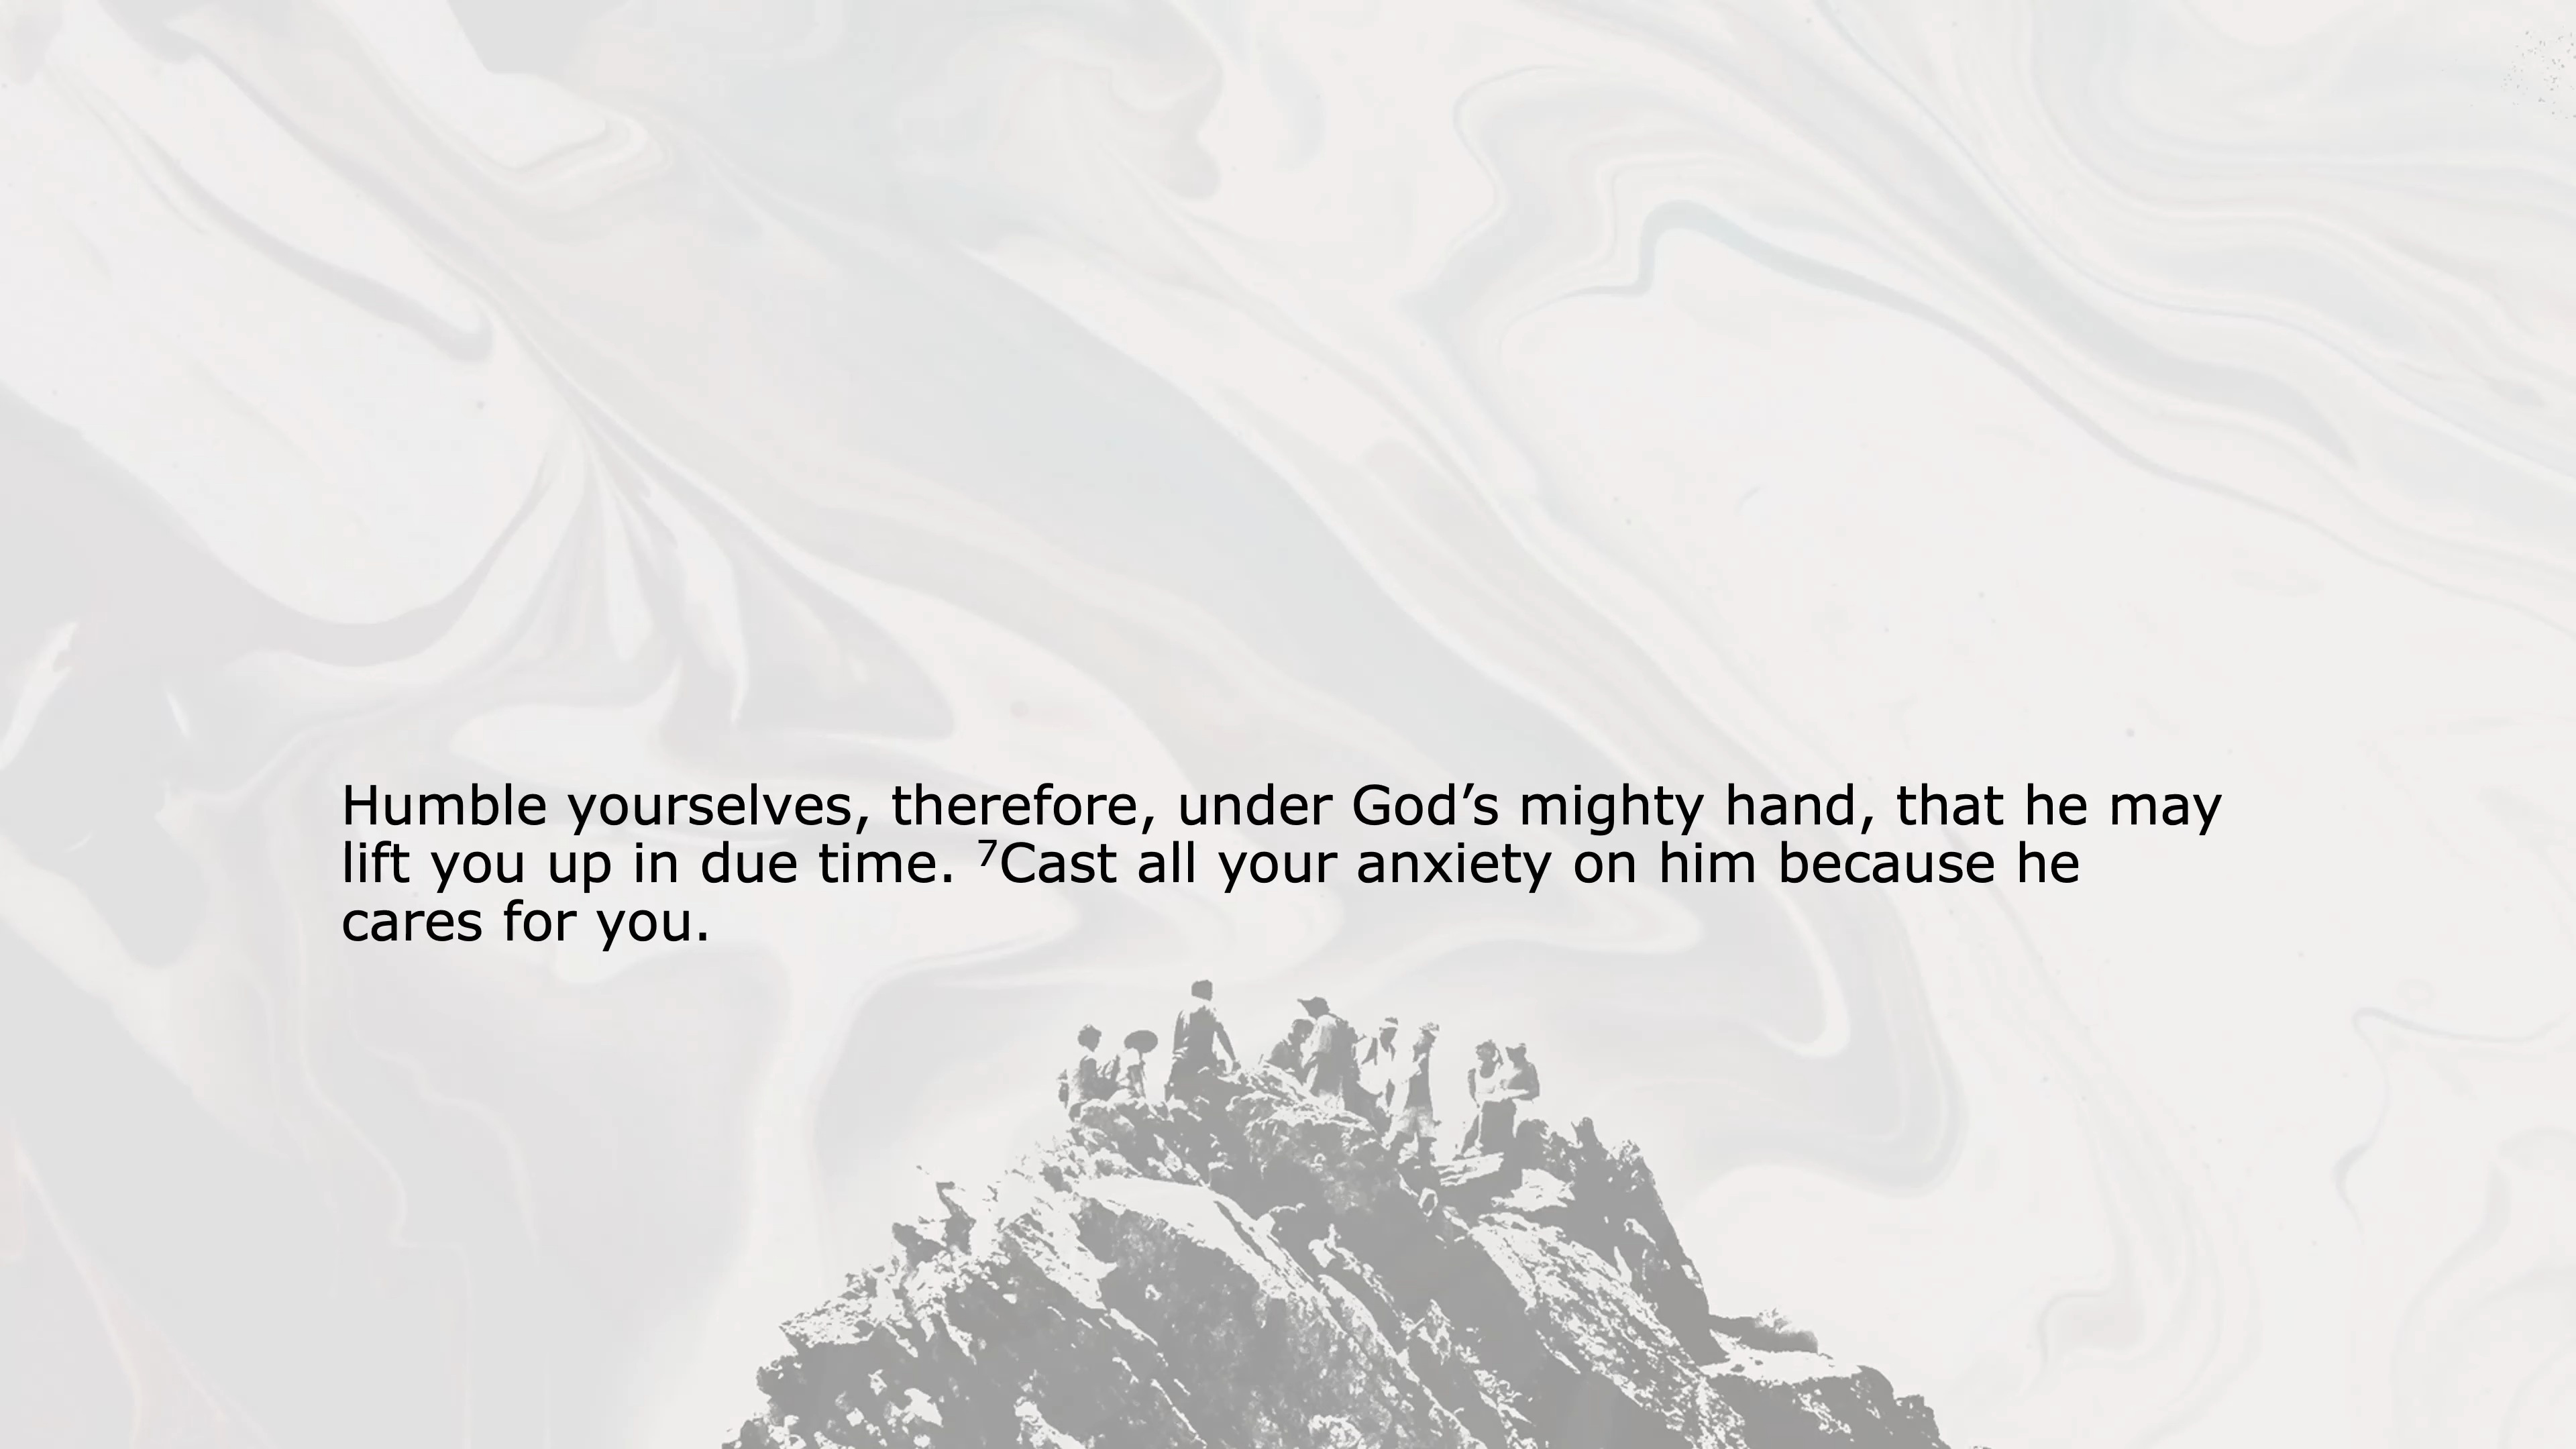 Humble yourselves, therefore, under God’s mighty hand, that he may
lift you up in due time. ⁷Cast all your anxiety on him because he
cares for you.